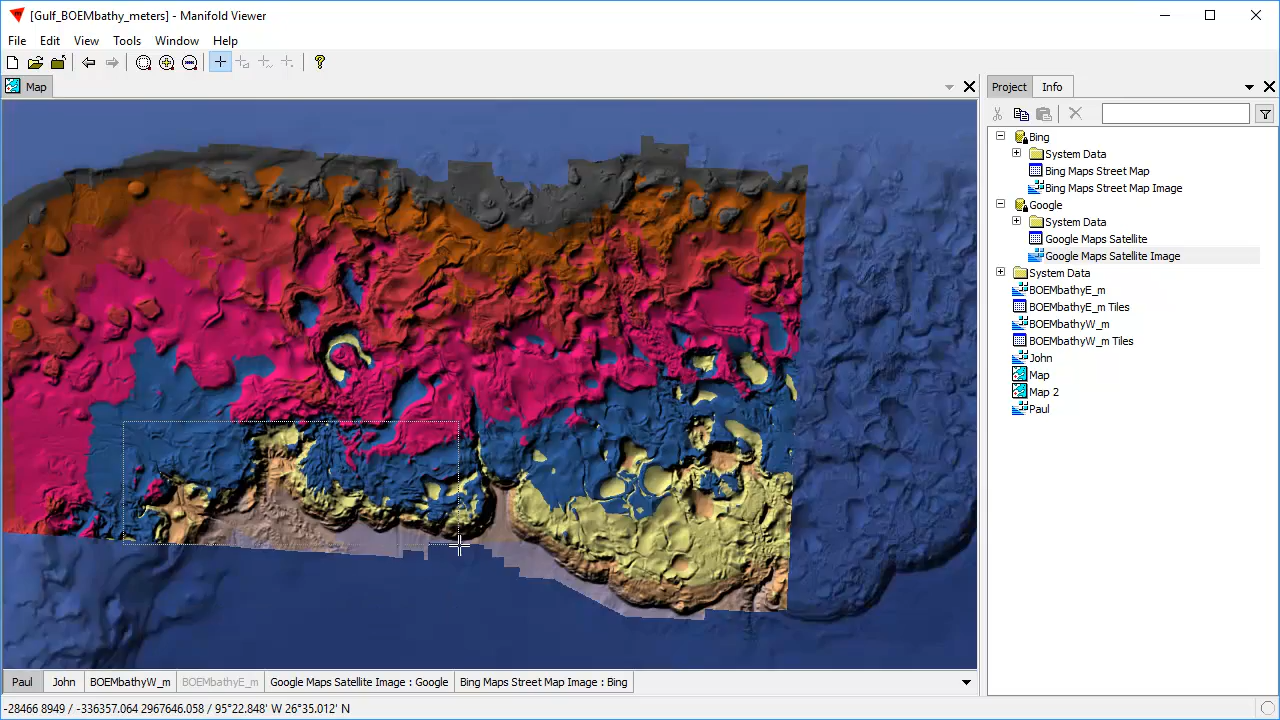 [Gulf_BOEMbathy_meters] - Manifold Viewer
File Edit View Tools Window Help
Map
Project Info
Bing
System Data
Bing Maps Street Map
Bing Maps Street Map Image
Google
System Data
Google Maps Satellite
Google Maps Satellite Image
System Data
BOEMbathyE_m
BOEMbathyE_m Tiles
BOEMbathyW_m
BOEMbathyW_m Tiles
John
Map
Map 2
Paul
Paul John BOEMbathyW_m BOEMbathyE_m Google Maps Satellite Image : Google Bing Maps Street Map Image : Bing
-28466 8949 / -336357.064 2967646.058 / 95°22.848' W 26°35.012' N